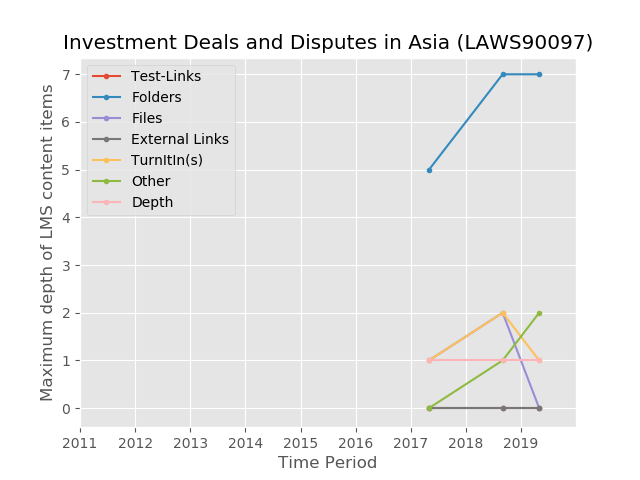 Investment Deals and Disputes in Asia (LAWS90097)
Test-Links
Folders
Files
External Links
TurnItIn(s)
Other
Depth
Maximum depth of LMS content items
7
6
5
4
3
2
1
0
2011 2012 2013 2014 2015 2016 2017 2018 2019
Time Period